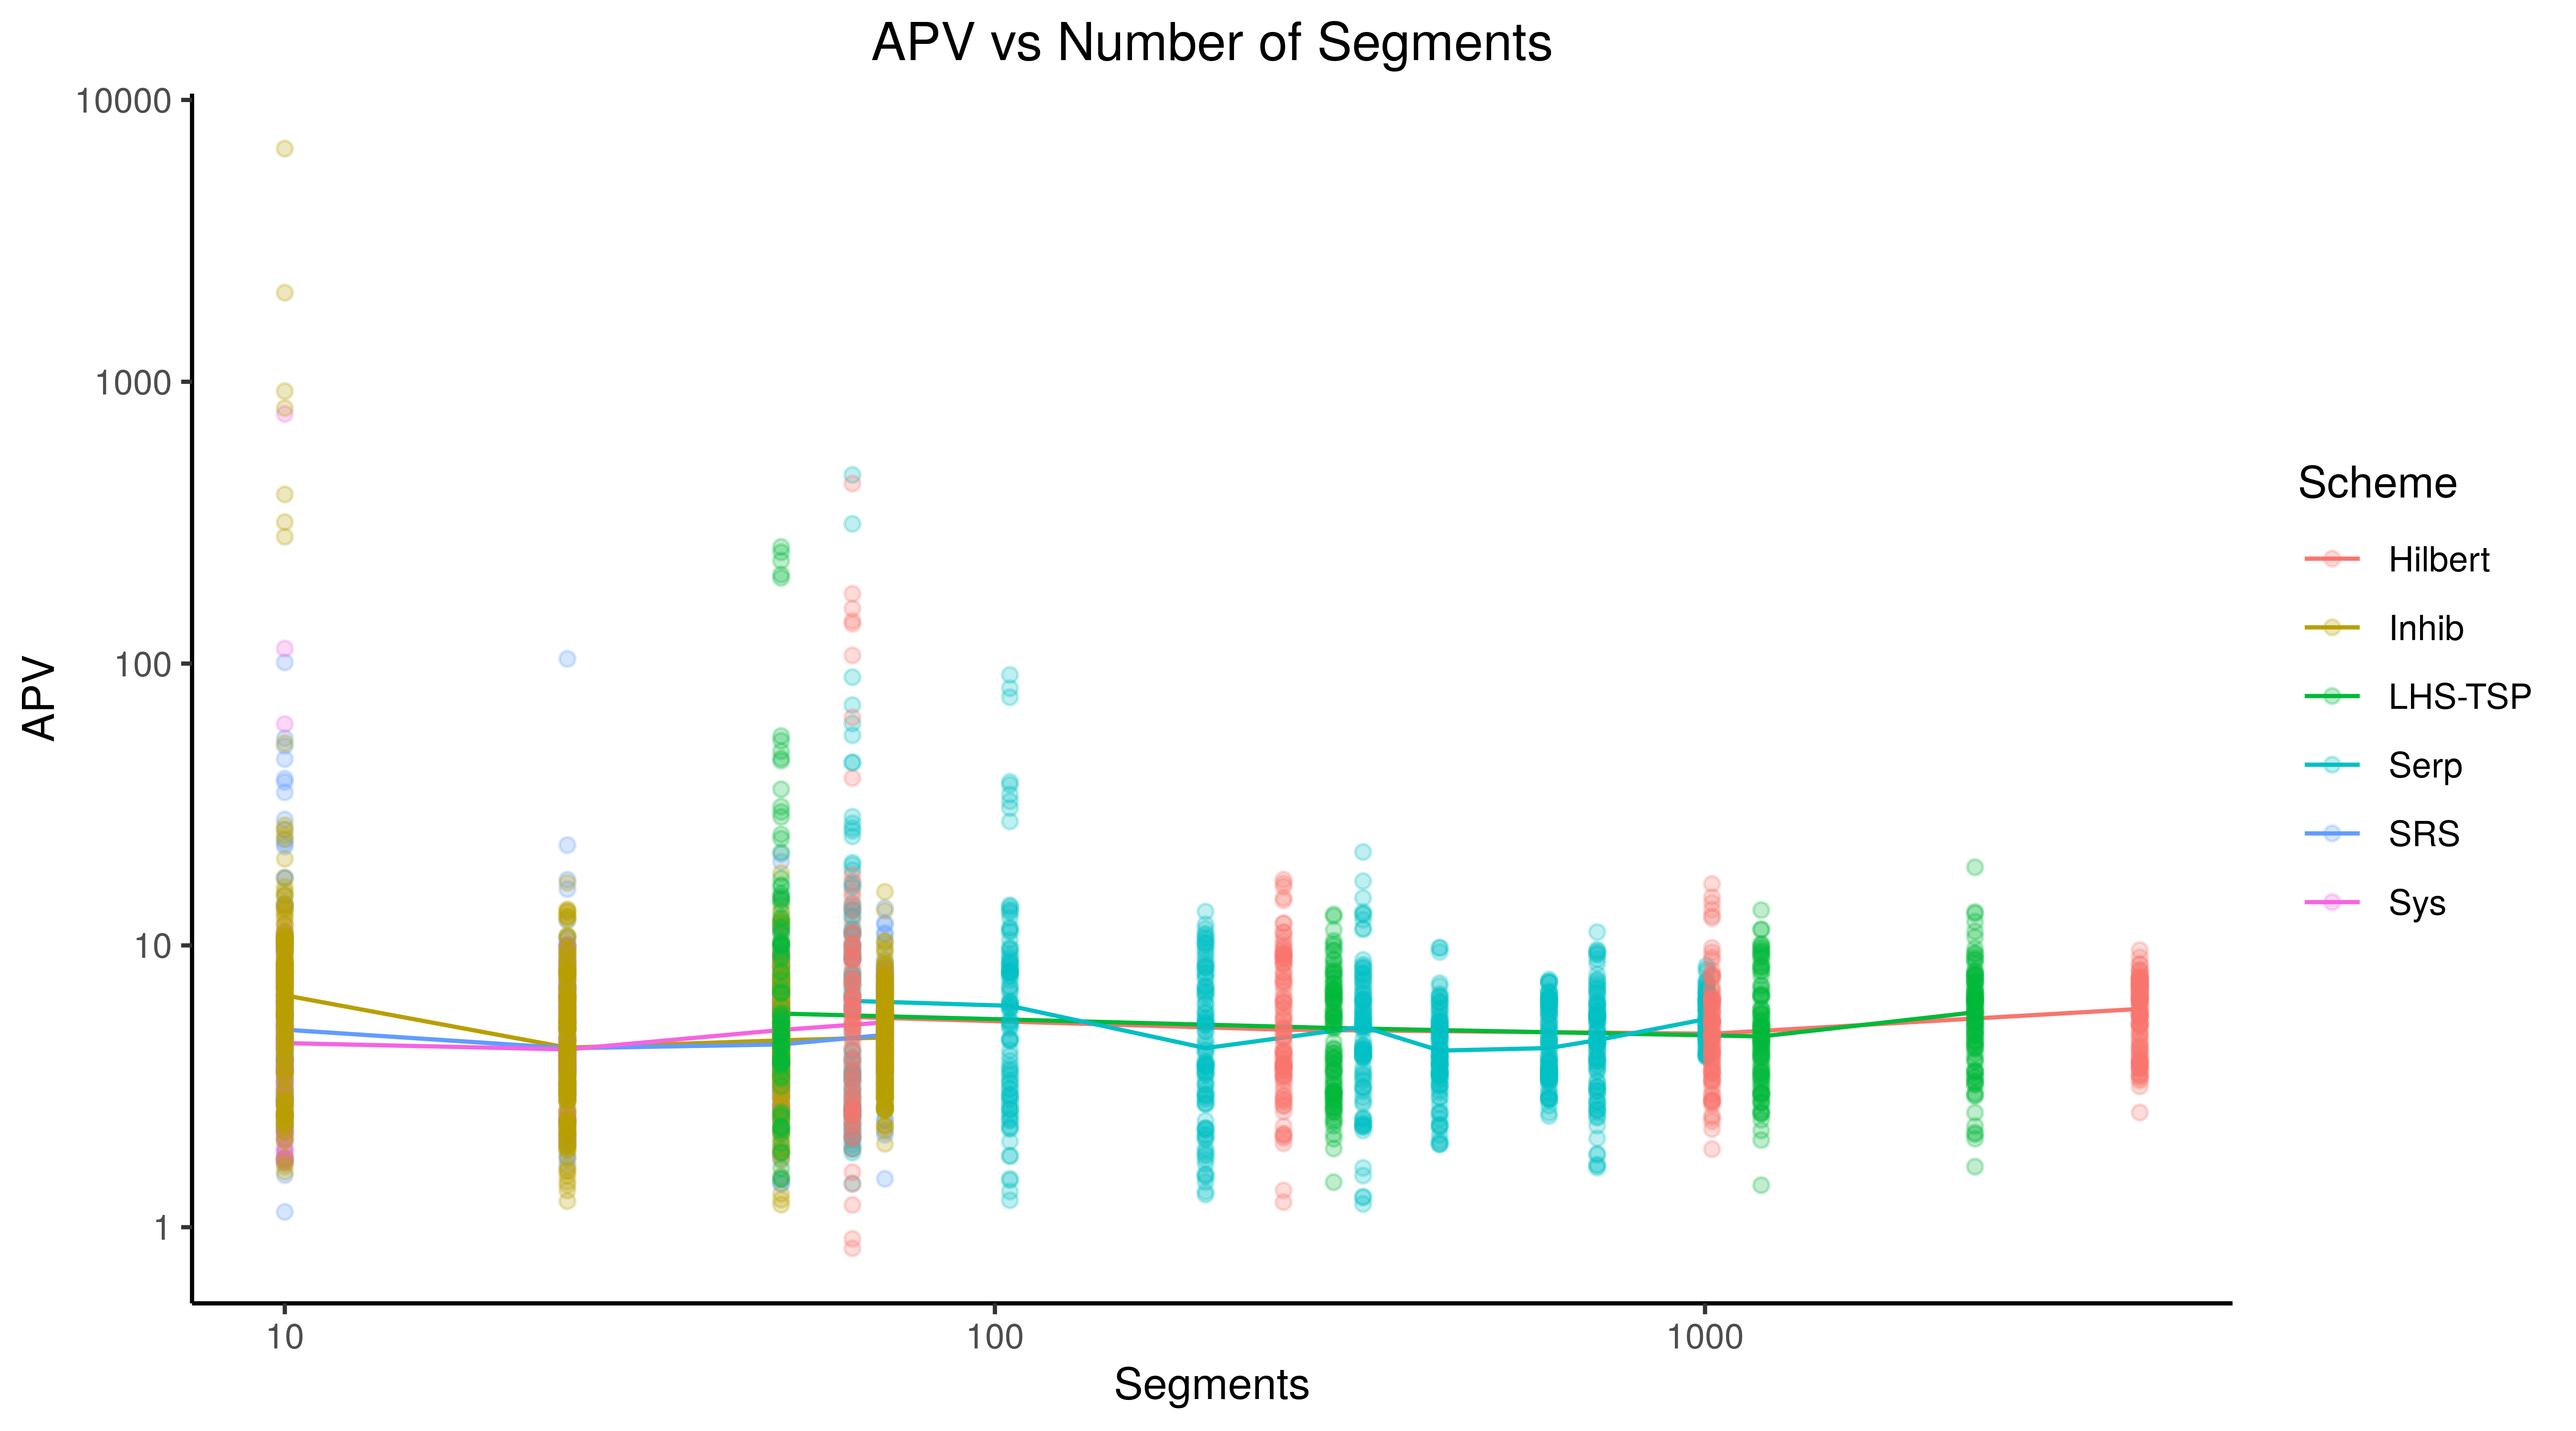 APV vs Number of Segments
10000
1000
100
10
1
APV
10
100
1000
Segments
Scheme
Hilbert
Inhib
LHS-TSP
Serp
SRS
Sys